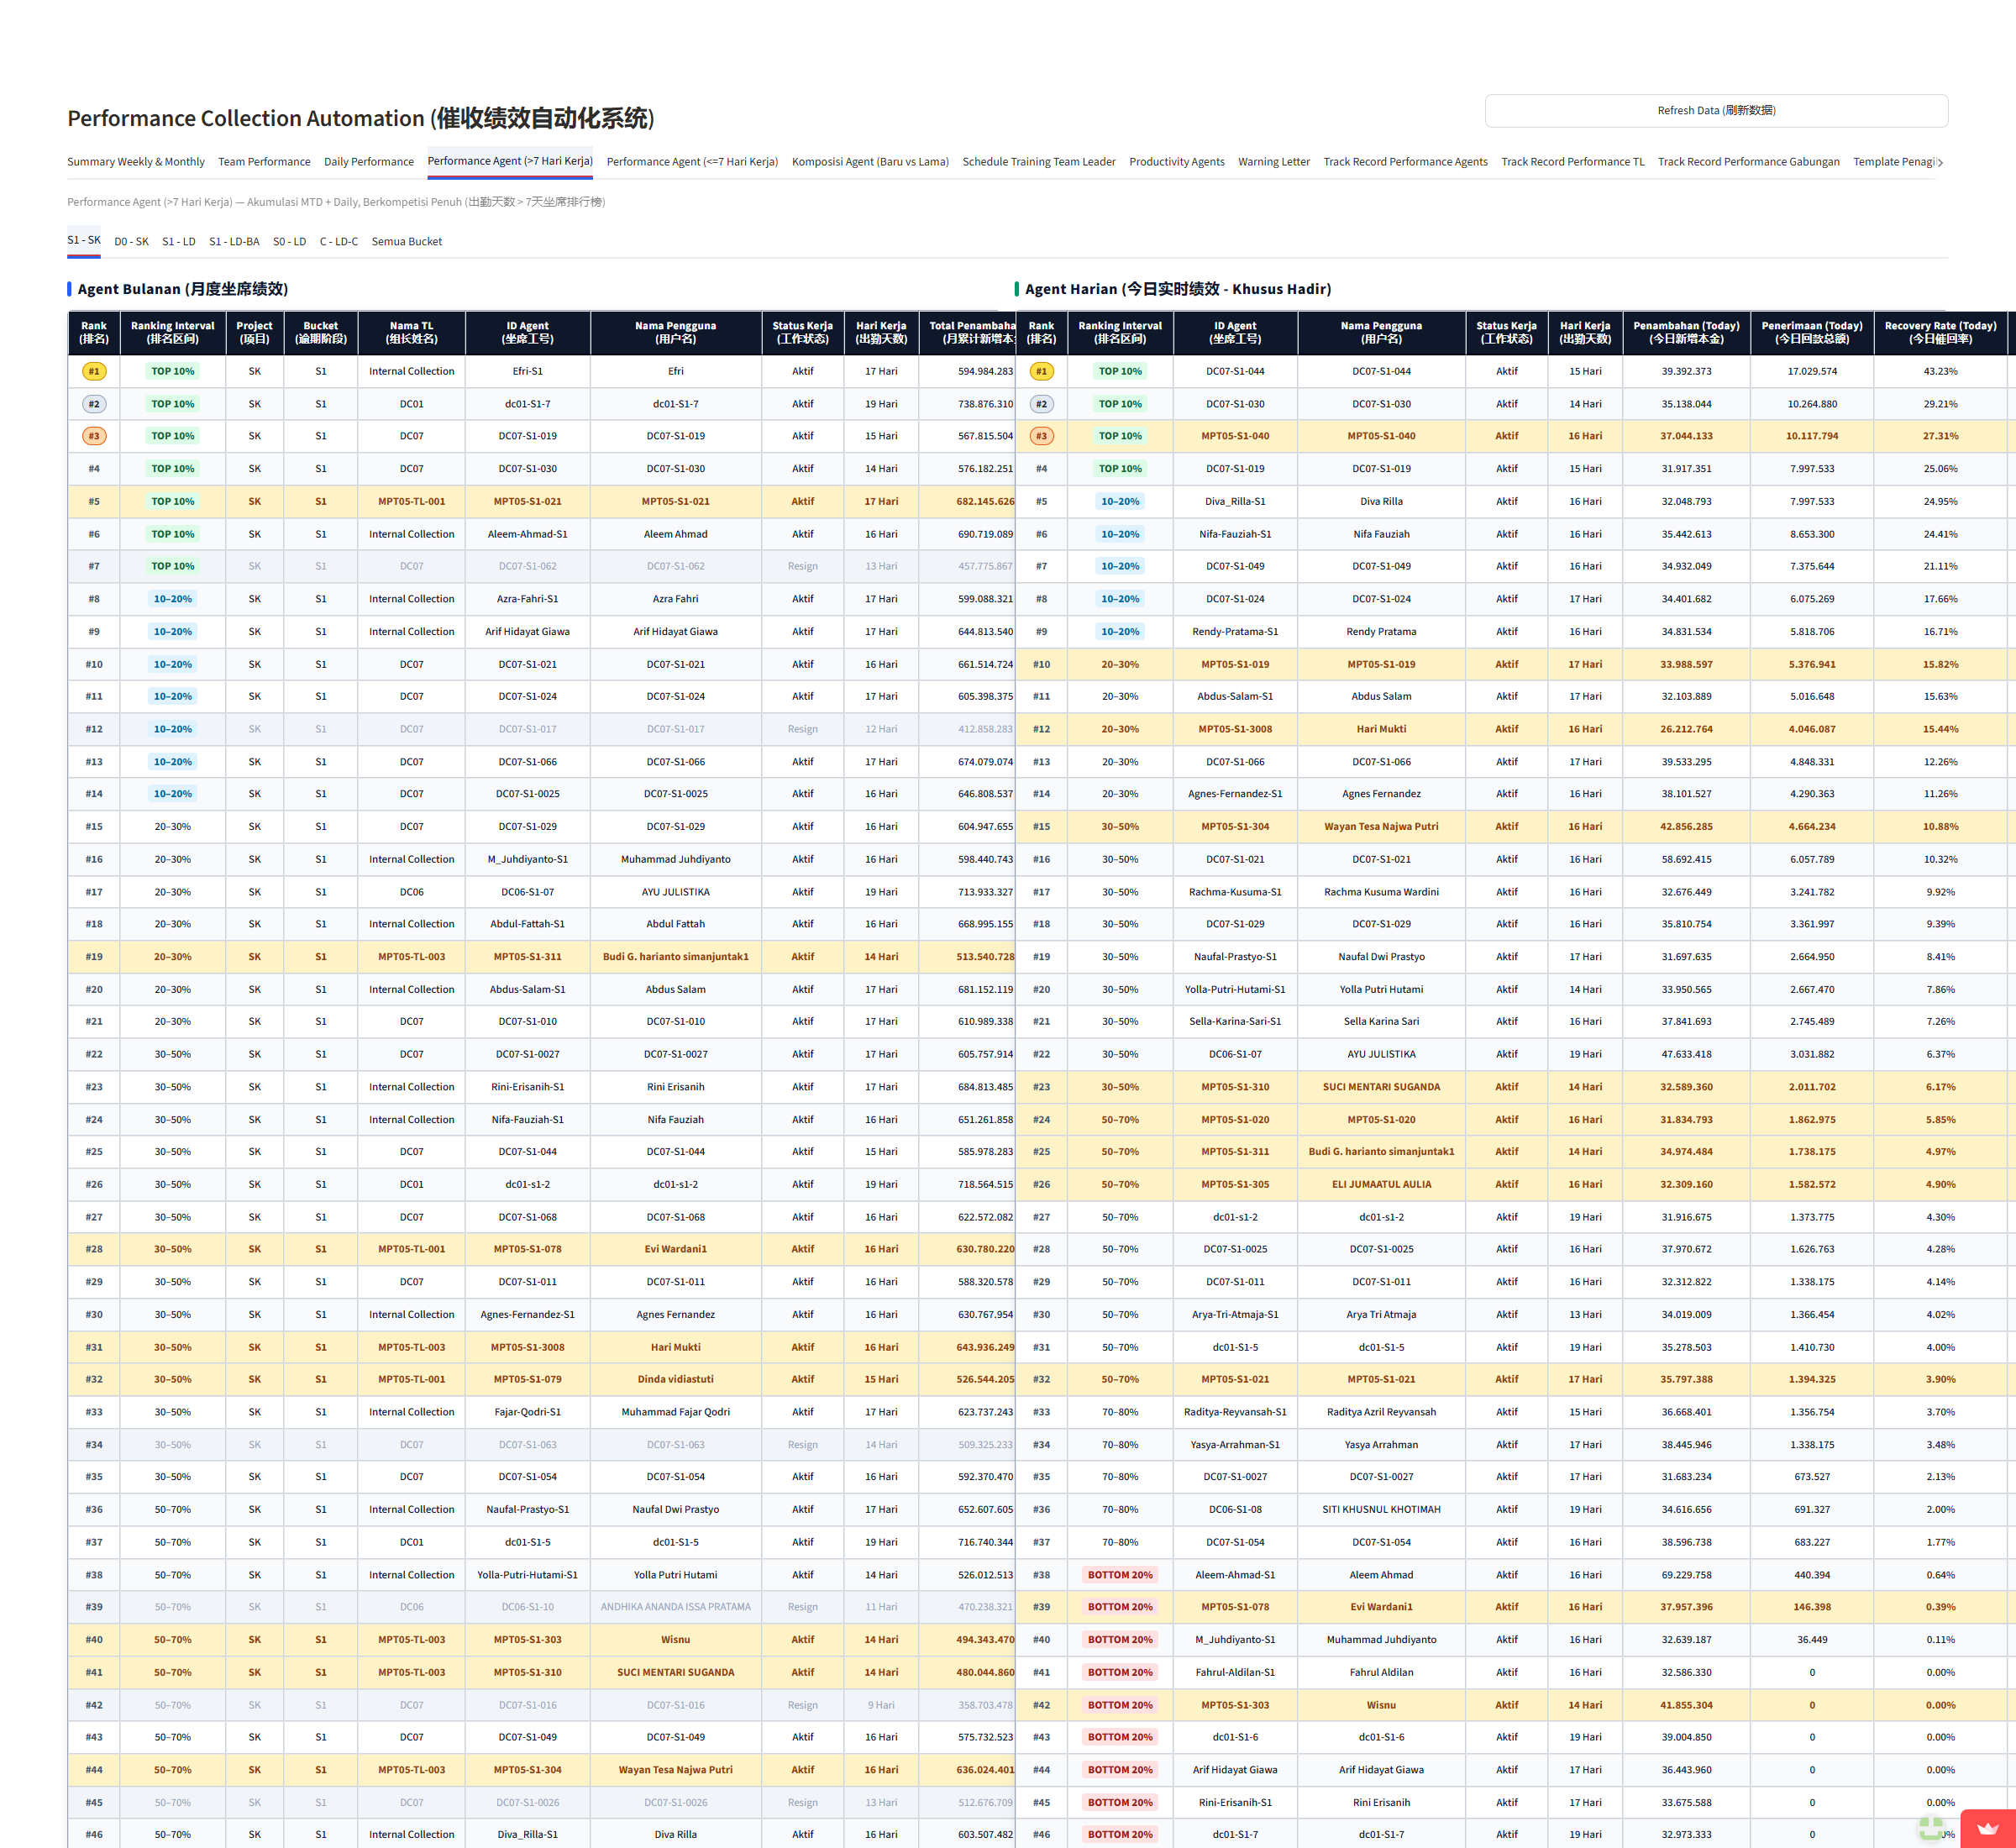 Performance Collection Automation (催收绩效自动化系统)
Refresh Data (刷新数据)
Summary Weekly & Monthly Team Performance Daily Performance Performance Agent (>7 Hari Kerja) Performance Agent (<=7 Hari Kerja) Komposisi Agent (Baru vs Lama) Schedule Training Team Leader Productivity Agents Warning Letter Track Record Performance Agents Track Record Performance TL Track Record Performance Gabungan Template Penagi
Performance Agent (>7 Hari Kerja) — Akumulasi MTD + Daily, Berkompetisi Penuh (出勤天数 > 7天坐席排行榜)
S1 - SK D0 - SK S1 - LD S1 - LD-BA S0 - LD C - LD-C Semua Bucket
Agent Bulanan (月度坐席绩效)
Rank Ranking Interval Project Bucket Nama TL ID Agent Nama Pengguna Status Kerja Hari Kerja Total Penambaha
(排名) (排名区间) (项目) (逾期阶段) (组长姓名) (坐席工号) (用户名) (工作状态) (出勤天数) (月累计新增本
#1 TOP 10% SK S1 Internal Collection Efri-S1 Efri Aktif 17 Hari 594.984.283
#2 TOP 10% SK S1 DC01 dc01-S1-7 dc01-S1-7 Aktif 19 Hari 738.876.310
#3 TOP 10% SK S1 DC07 DC07-S1-019 DC07-S1-019 Aktif 15 Hari 567.815.504
#4 TOP 10% SK S1 DC07 DC07-S1-030 DC07-S1-030 Aktif 14 Hari 576.182.251
#5 TOP 10% SK S1 MPT05-TL-001 MPT05-S1-021 MPT05-S1-021 Aktif 17 Hari 682.145.626
#6 TOP 10% SK S1 Internal Collection Aleem-Ahmad-S1 Aleem Ahmad Aktif 16 Hari 690.719.089
#7 TOP 10% SK S1 DC07 DC07-S1-062 DC07-S1-062 Resign 13 Hari 457.775.867
#8 10–20% SK S1 Internal Collection Azra-Fahri-S1 Azra Fahri Aktif 17 Hari 599.088.321
#9 10–20% SK S1 Internal Collection Arif Hidayat Giawa Arif Hidayat Giawa Aktif 17 Hari 644.813.540
#10 10–20% SK S1 DC07 DC07-S1-021 DC07-S1-021 Aktif 16 Hari 661.514.724
#11 10–20% SK S1 DC07 DC07-S1-024 DC07-S1-024 Aktif 17 Hari 605.398.375
#12 10–20% SK S1 DC07 DC07-S1-017 DC07-S1-017 Resign 12 Hari 412.858.283
#13 10–20% SK S1 DC07 DC07-S1-066 DC07-S1-066 Aktif 17 Hari 674.079.074
#14 10–20% SK S1 DC07 DC07-S1-0025 DC07-S1-0025 Aktif 16 Hari 646.808.537
#15 20–30% SK S1 DC07 DC07-S1-029 DC07-S1-029 Aktif 16 Hari 604.947.655
#16 20–30% SK S1 Internal Collection M_Juhdiyanto-S1 Muhammad Juhdiyanto Aktif 16 Hari 598.440.743
#17 20–30% SK S1 DC06 DC06-S1-07 AYU JULISTIKA Aktif 19 Hari 713.933.327
#18 20–30% SK S1 Internal Collection Abdul-Fattah-S1 Abdul Fattah Aktif 16 Hari 668.995.155
#19 20–30% SK S1 MPT05-TL-003 MPT05-S1-311 Budi G. harianto simanjuntak1 Aktif 14 Hari 513.540.728
#20 20–30% SK S1 Internal Collection Abdus-Salam-S1 Abdus Salam Aktif 17 Hari 681.152.119
#21 20–30% SK S1 DC07 DC07-S1-010 DC07-S1-010 Aktif 17 Hari 610.989.338
#22 30–50% SK S1 DC07 DC07-S1-0027 DC07-S1-0027 Aktif 17 Hari 605.757.914
#23 30–50% SK S1 Internal Collection Rini-Erisanih-S1 Rini Erisanih Aktif 17 Hari 684.813.485
#24 30–50% SK S1 Internal Collection Nifa-Fauziah-S1 Nifa Fauziah Aktif 16 Hari 651.261.858
#25 30–50% SK S1 DC07 DC07-S1-044 DC07-S1-044 Aktif 15 Hari 585.978.283
#26 30–50% SK S1 DC01 dc01-s1-2 dc01-s1-2 Aktif 19 Hari 718.564.515
#27 30–50% SK S1 DC07 DC07-S1-068 DC07-S1-068 Aktif 17 Hari 622.572.082
#28 30–50% SK S1 MPT05-TL-001 MPT05-S1-078 Evi Wardani1 Aktif 16 Hari 630.780.220
#29 30–50% SK S1 DC07 DC07-S1-011 DC07-S1-011 Aktif 16 Hari 588.320.578
#30 30–50% SK S1 Internal Collection Agnes-Fernandez-S1 Agnes Fernandez Aktif 16 Hari 630.767.954
#31 30–50% SK S1 MPT05-TL-003 MPT05-S1-3008 Hari Mukti Aktif 16 Hari 643.936.249
#32 30–50% SK S1 MPT05-TL-001 MPT05-S1-079 Dinda vidiastuti Aktif 15 Hari 526.544.205
#33 30–50% SK S1 Internal Collection Fajar-Qodri-S1 Muhammad Fajar Qodri Aktif 17 Hari 623.737.243
#34 30–50% SK S1 DC07 DC07-S1-063 DC07-S1-063 Resign 14 Hari 509.325.233
#35 30–50% SK S1 DC07 DC07-S1-054 DC07-S1-054 Aktif 16 Hari 592.370.470
#36 50–70% SK S1 Internal Collection Naufal-Prastyo-S1 Naufal Dwi Prastyo Aktif 17 Hari 652.607.605
#37 50–70% SK S1 DC01 dc01-S1-5 dc01-S1-5 Aktif 19 Hari 716.740.344
#38 50–70% SK S1 Internal Collection Yolla-Putri-Hutami-S1 Yolla Putri Hutami Aktif 14 Hari 526.012.513
#39 50–70% SK S1 DC06 DC06-S1-10 ANDHIKA ANANDA ISSA PRATAMA Resign 11 Hari 470.238.321
#40 50–70% SK S1 MPT05-TL-003 MPT05-S1-303 Wisnu Aktif 14 Hari 494.343.470
#41 50–70% SK S1 MPT05-TL-003 MPT05-S1-310 SUCI MENTARI SUGANDA Aktif 14 Hari 480.044.860
#42 50–70% SK S1 DC07 DC07-S1-016 DC07-S1-016 Resign 9 Hari 358.703.478
#43 50–70% SK S1 DC07 DC07-S1-049 DC07-S1-049 Aktif 16 Hari 575.732.523
#44 50–70% SK S1 MPT05-TL-003 MPT05-S1-304 Wayan Tesa Najwa Putri Aktif 16 Hari 636.024.401
#45 50–70% SK S1 DC07 DC07-S1-0026 DC07-S1-0026 Resign 13 Hari 512.676.709
#46 50–70% SK S1 Internal Collection Diva_Rilla-S1 Diva Rilla Aktif 16 Hari 603.507.482
Agent Harian (今日实时绩效 - Khusus Hadir)
Rank Ranking Interval ID Agent Nama Pengguna Status Kerja Hari Kerja Penambahan (Today) Penerimaan (Today) Recovery Rate (Today)
(排名) (排名区间) (坐席工号) (用户名) (工作状态) (出勤天数) (今日新增本金) (今日回款总额) (今日催回率)
#1 TOP 10% DC07-S1-044 DC07-S1-044 Aktif 15 Hari 39.392.373 17.029.574 43.23%
#2 TOP 10% DC07-S1-030 DC07-S1-030 Aktif 14 Hari 35.138.044 10.264.880 29.21%
#3 TOP 10% MPT05-S1-040 MPT05-S1-040 Aktif 16 Hari 37.044.133 10.117.794 27.31%
#4 TOP 10% DC07-S1-019 DC07-S1-019 Aktif 15 Hari 31.917.351 7.997.533 25.06%
#5 10–20% Diva_Rilla-S1 Diva Rilla Aktif 16 Hari 32.048.793 7.997.533 24.95%
#6 10–20% Nifa-Fauziah-S1 Nifa Fauziah Aktif 16 Hari 35.442.613 8.653.300 24.41%
#7 10–20% DC07-S1-049 DC07-S1-049 Aktif 16 Hari 34.932.049 7.375.644 21.11%
#8 10–20% DC07-S1-024 DC07-S1-024 Aktif 17 Hari 34.401.682 6.075.269 17.66%
#9 10–20% Rendy-Pratama-S1 Rendy Pratama Aktif 16 Hari 34.831.534 5.818.706 16.71%
#10 20–30% MPT05-S1-019 MPT05-S1-019 Aktif 17 Hari 33.988.597 5.376.941 15.82%
#11 20–30% Abdus-Salam-S1 Abdus Salam Aktif 17 Hari 32.103.889 5.016.648 15.63%
#12 20–30% MPT05-S1-3008 Hari Mukti Aktif 16 Hari 26.212.764 4.046.087 15.44%
#13 20–30% DC07-S1-066 DC07-S1-066 Aktif 17 Hari 39.533.295 4.848.331 12.26%
#14 20–30% Agnes-Fernandez-S1 Agnes Fernandez Aktif 16 Hari 38.101.527 4.290.363 11.26%
#15 30–50% MPT05-S1-304 Wayan Tesa Najwa Putri Aktif 16 Hari 42.856.285 4.664.234 10.88%
#16 30–50% DC07-S1-021 DC07-S1-021 Aktif 16 Hari 58.692.415 6.057.789 10.32%
#17 30–50% Rachma-Kusuma-S1 Rachma Kusuma Wardini Aktif 16 Hari 32.676.449 3.241.782 9.92%
#18 30–50% DC07-S1-029 DC07-S1-029 Aktif 16 Hari 35.810.754 3.361.997 9.39%
#19 30–50% Naufal-Prastyo-S1 Naufal Dwi Prastyo Aktif 17 Hari 31.697.635 2.664.950 8.41%
#20 30–50% Yolla-Putri-Hutami-S1 Yolla Putri Hutami Aktif 14 Hari 33.950.565 2.667.470 7.86%
#21 30–50% Sella-Karina-Sari-S1 Sella Karina Sari Aktif 16 Hari 37.841.693 2.745.489 7.26%
#22 30–50% DC06-S1-07 AYU JULISTIKA Aktif 19 Hari 47.633.418 3.031.882 6.37%
#23 30–50% MPT05-S1-310 SUCI MENTARI SUGANDA Aktif 14 Hari 32.589.360 2.011.702 6.17%
#24 50–70% MPT05-S1-020 MPT05-S1-020 Aktif 16 Hari 31.834.793 1.862.975 5.85%
#25 50–70% MPT05-S1-311 Budi G. harianto simanjuntak1 Aktif 14 Hari 34.974.484 1.738.175 4.97%
#26 50–70% MPT05-S1-305 ELI JUMAATUL AULIA Aktif 16 Hari 32.309.160 1.582.572 4.90%
#27 50–70% dc01-s1-2 dc01-s1-2 Aktif 19 Hari 31.916.675 1.373.775 4.30%
#28 50–70% DC07-S1-0025 DC07-S1-0025 Aktif 16 Hari 37.970.672 1.626.763 4.28%
#29 50–70% DC07-S1-011 DC07-S1-011 Aktif 16 Hari 32.312.822 1.338.175 4.14%
#30 50–70% Arya-Tri-Atmaja-S1 Arya Tri Atmaja Aktif 13 Hari 34.019.009 1.366.454 4.02%
#31 50–70% dc01-s1-5 dc01-s1-5 Aktif 19 Hari 35.278.503 1.410.730 4.00%
#32 50–70% MPT05-S1-021 MPT05-S1-021 Aktif 17 Hari 35.797.388 1.394.325 3.90%
#33 70–80% Raditya-Reyvansah-S1 Raditya Azril Reyvansah Aktif 15 Hari 36.668.401 1.356.754 3.70%
#34 70–80% Yasya-Arrahman-S1 Yasya Arrahman Aktif 17 Hari 38.445.946 1.338.175 3.48%
#35 70–80% DC07-S1-0027 DC07-S1-0027 Aktif 17 Hari 31.683.234 673.527 2.13%
#36 70–80% DC06-S1-08 SITI KHUSNUL KHOTIMAH Aktif 19 Hari 34.616.656 691.327 2.00%
#37 70–80% DC07-S1-054 DC07-S1-054 Aktif 16 Hari 38.596.738 683.227 1.77%
#38 BOTTOM 20% Aleem-Ahmad-S1 Aleem Ahmad Aktif 16 Hari 69.229.758 440.394 0.64%
#39 BOTTOM 20% MPT05-S1-078 Evi Wardani1 Aktif 16 Hari 37.957.396 146.398 0.39%
#40 BOTTOM 20% M_Juhdiyanto-S1 Muhammad Juhdiyanto Aktif 16 Hari 32.639.187 36.449 0.11%
#41 BOTTOM 20% Fahrul-Aldilan-S1 Fahrul Aldilan Aktif 16 Hari 32.586.330 0 0.00%
#42 BOTTOM 20% MPT05-S1-303 Wisnu Aktif 14 Hari 41.855.304 0 0.00%
#43 BOTTOM 20% dc01-S1-6 dc01-S1-6 Aktif 19 Hari 39.004.850 0 0.00%
#44 BOTTOM 20% Arif Hidayat Giawa Arif Hidayat Giawa Aktif 17 Hari 36.443.960 0 0.00%
#45 BOTTOM 20% Rini-Erisanih-S1 Rini Erisanih Aktif 17 Hari 33.675.588 0 0.00%
#46 BOTTOM 20% dc01-S1-7 dc01-S1-7 Aktif 19 Hari 32.973.333 0